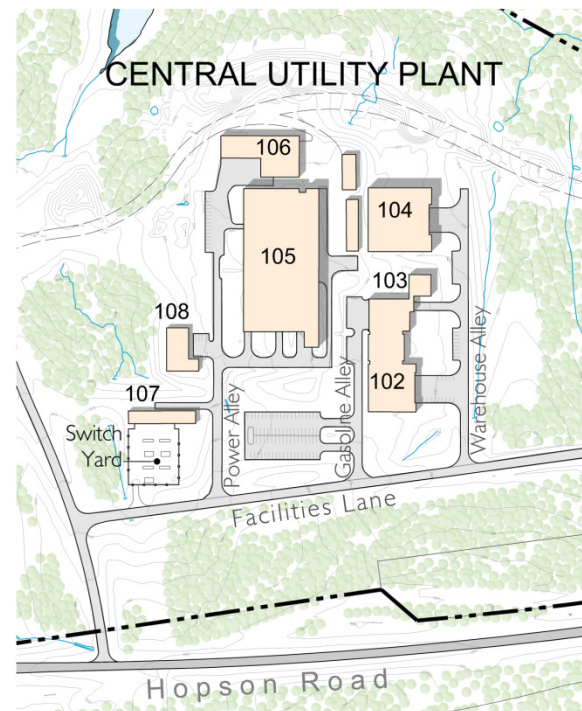 CENTRAL UTILITY PLANT
106
104
105
103
108
102
107
Switch
Yard
Power Alley
Gasoline Alley
Warehouse Alley
Facilities Lane
Hopson Road